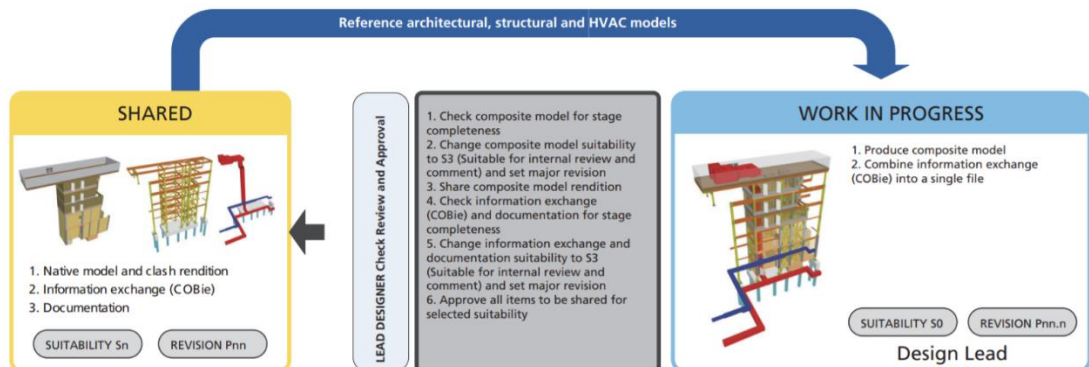 Reference architectural, structural and HVAC models
SHARED
1. Native model and clash rendition
2. Information exchange (COBie)
3. Documentation
SUITABILITY Sn
REVISION Pnn
LEAD DESIGNER Check Review and Approval
1. Check composite model for stage
completeness
2. Change composite model suitability
to S3 (Suitable for internal review and
comment) and set major revision
3. Share composite model rendition
4. Check information exchange
(COBie) and documentation for stage
completeness
5. Change information exchange and
documentation suitability to S3
(Suitable for internal review and
comment) and set major revision
6. Approve all items to be shared for
selected suitability
WORK IN PROGRESS
1. Produce composite model
2. Combine information exchange
(COBie) into a single file
SUITABILITY S0
REVISION Pnn.n
Design Lead